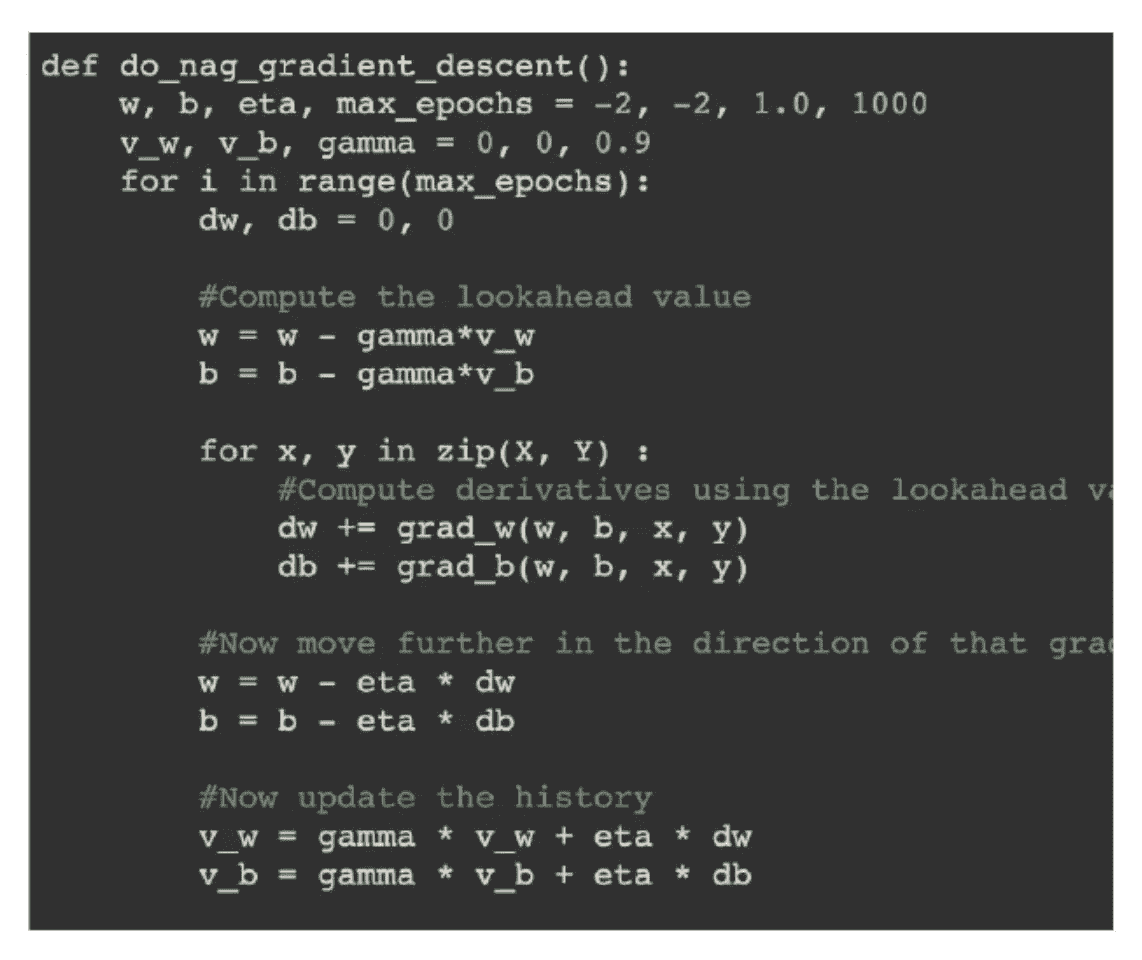 def do_nag_gradient_descent():
    w, b, eta, max_epochs = -2, -2, 1.0, 1000
    v_w, v_b, gamma = 0, 0, 0.9
    for i in range(max_epochs):
        dw, db = 0, 0
        #Compute the lookahead value
        w = w - gamma*v_w
        b = b - gamma*v_b
        for x, y in zip(X, Y) :
            #Compute derivatives using the lookahead
            dw += grad_w(w, b, x, y)
            db += grad_b(w, b, x, y)
        #Now move further in the direction of that
        w = w - eta * dw
        b = b - eta * db
        #Now update the history
        v_w = gamma * v_w + eta * dw
        v_b = gamma * v_b + eta * db